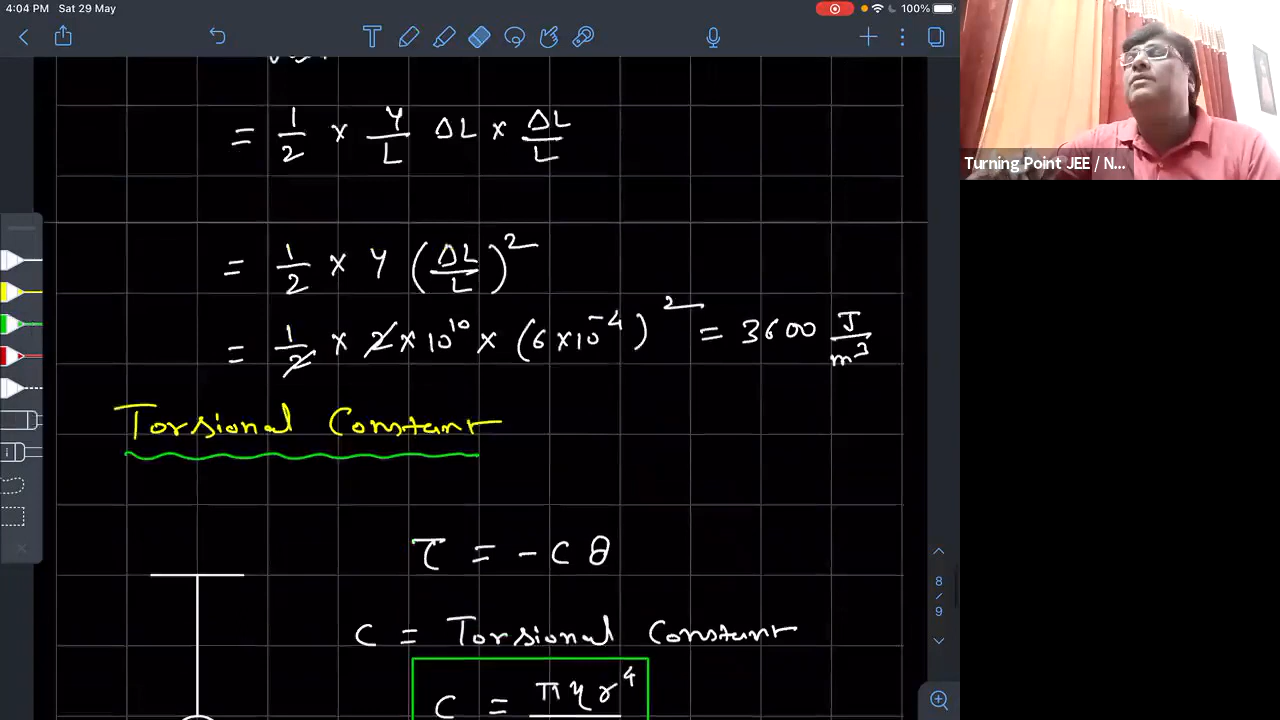 4:04 PM Sat 29 May
100%
Turning Point JEE / N...
= 1/2 × Y/L ΔL × ΔL/L
= 1/2 × Y (ΔL/L)²
= 1/2 × 2 × 10¹⁰ × (6 × 10⁻⁴)² = 3600 J/m³
Torsional Constant
τ = - C θ
C = Torsional Constant
C = πηr⁴
8
/
9